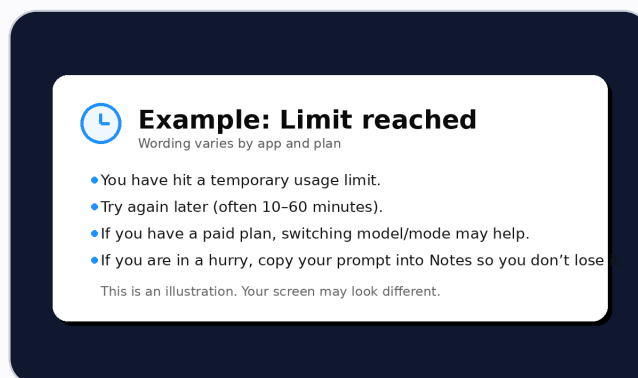 Example: Limit reached
Wording varies by app and plan
You have hit a temporary usage limit.
Try again later (often 10–60 minutes).
If you have a paid plan, switching model/mode may help.
If you are in a hurry, copy your prompt into Notes so you don’t lose
This is an illustration. Your screen may look different.